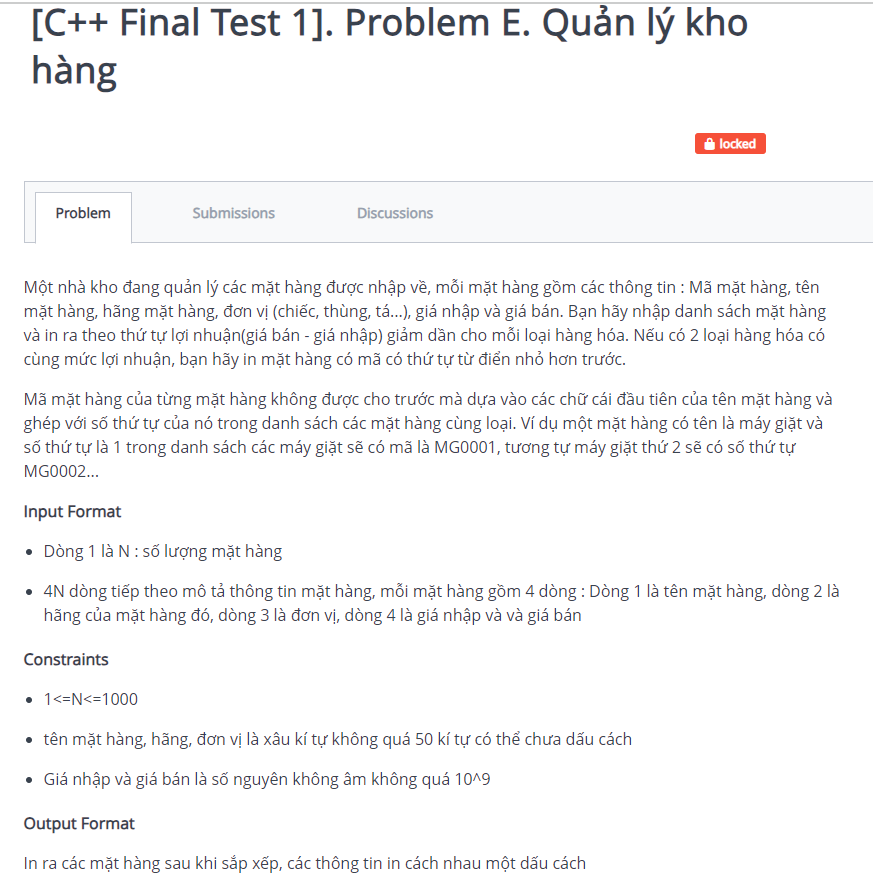 [C++ Final Test 1]. Problem E. Quản lý kho
hàng
locked
Problem
Submissions
Discussions
Một nhà kho đang quản lý các mặt hàng được nhập về, mỗi mặt hàng gồm các thông tin : Mã mặt hàng, tên
mặt hàng, hãng mặt hàng, đơn vị (chiếc, thùng, tá...), giá nhập và giá bán. Bạn hãy nhập danh sách mặt hàng
và in ra theo thứ tự lợi nhuận(giá bán - giá nhập) giảm dần cho mỗi loại hàng hóa. Nếu có 2 loại hàng hóa có
cùng mức lợi nhuận, bạn hãy in mặt hàng có mã có thứ tự từ điển nhỏ hơn trước.
Mã mặt hàng của từng mặt hàng không được cho trước mà dựa vào các chữ cái đầu tiên của tên mặt hàng và
ghép với số thứ tự của nó trong danh sách các mặt hàng cùng loại. Ví dụ một mặt hàng có tên là máy giặt và
số thứ tự là 1 trong danh sách các máy giặt sẽ có mã là MG0001, tương tự máy giặt thứ 2 sẽ có số thứ tự
MG0002...
Input Format
• Dòng 1 là N : số lượng mặt hàng
• 4N dòng tiếp theo mô tả thông tin mặt hàng, mỗi mặt hàng gồm 4 dòng : Dòng 1 là tên mặt hàng, dòng 2 là
hãng của mặt hàng đó, dòng 3 là đơn vị, dòng 4 là giá nhập và và giá bán
Constraints
• 1<=N<=1000
• tên mặt hàng, hãng, đơn vị là xâu kí tự không quá 50 kí tự có thể chưa dấu cách
• Giá nhập và giá bán là số nguyên không âm không quá 10^9
Output Format
In ra các mặt hàng sau khi sắp xếp, các thông tin in cách nhau một dấu cách